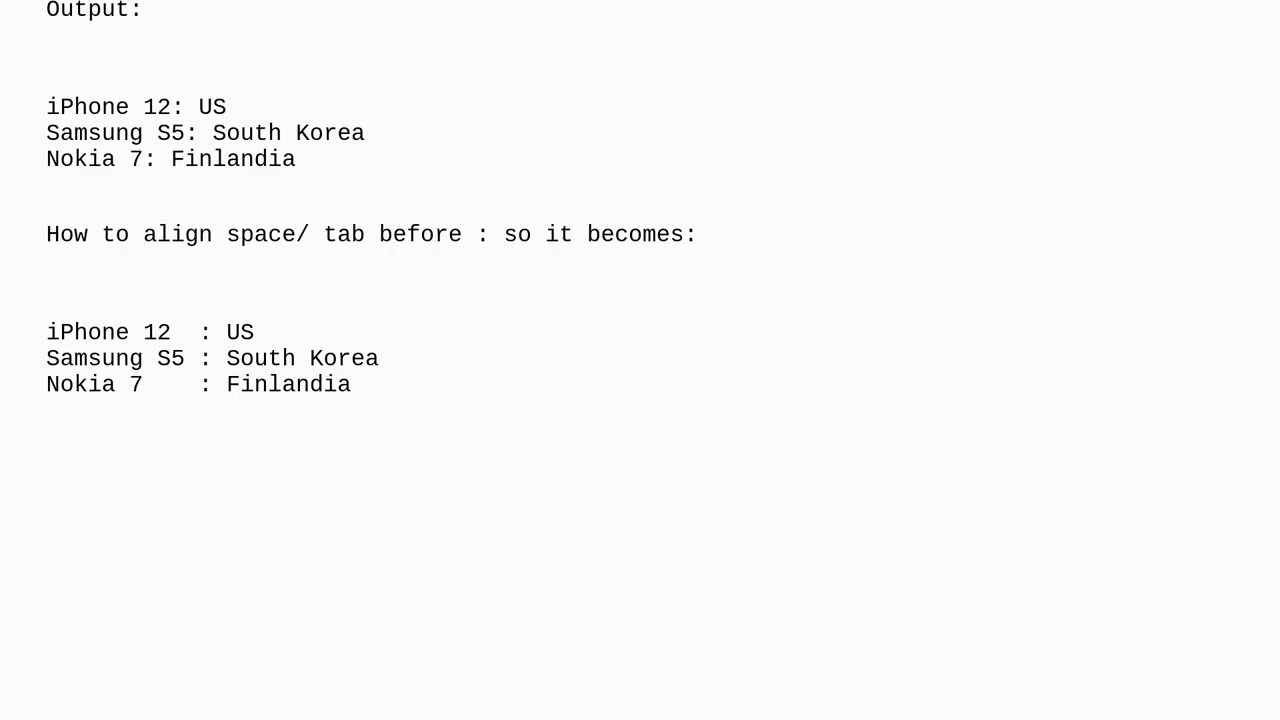 Output:
iPhone 12: US
Samsung S5: South Korea
Nokia 7: Finlandia
How to align space/ tab before : so it becomes:
iPhone 12  : US
Samsung S5 : South Korea
Nokia 7    : Finlandia